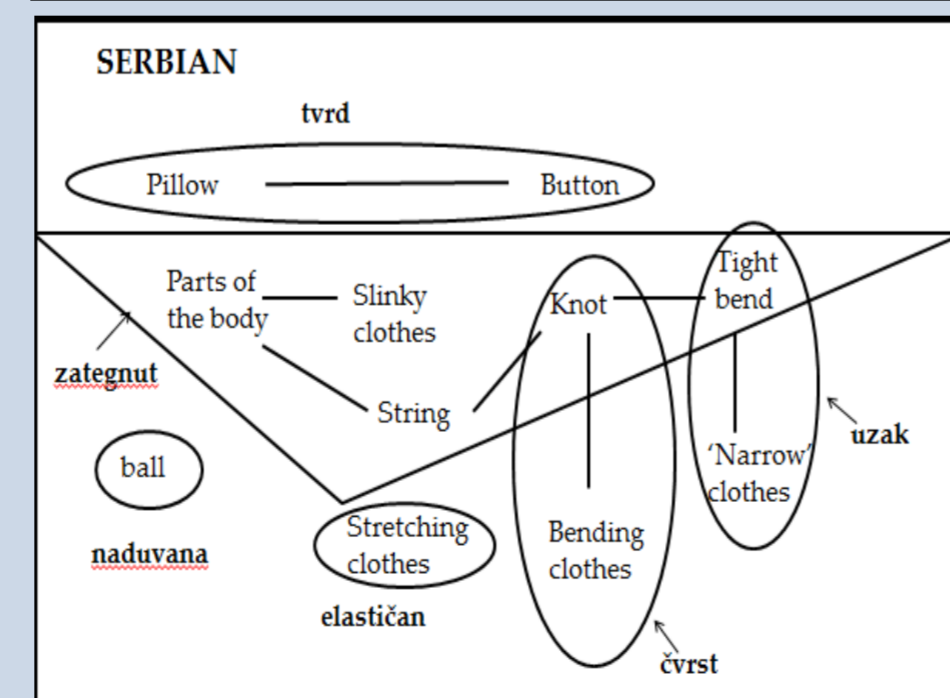 SERBIAN
tvrd
Pillow
Button
Parts of
the body
Slinky
clothes
Knot
Tight
bend
zategnut
String
uzak
ball
'Narrow'
clothes
naduvana
Stretching
clothes
Bending
clothes
elastičan
čvrst